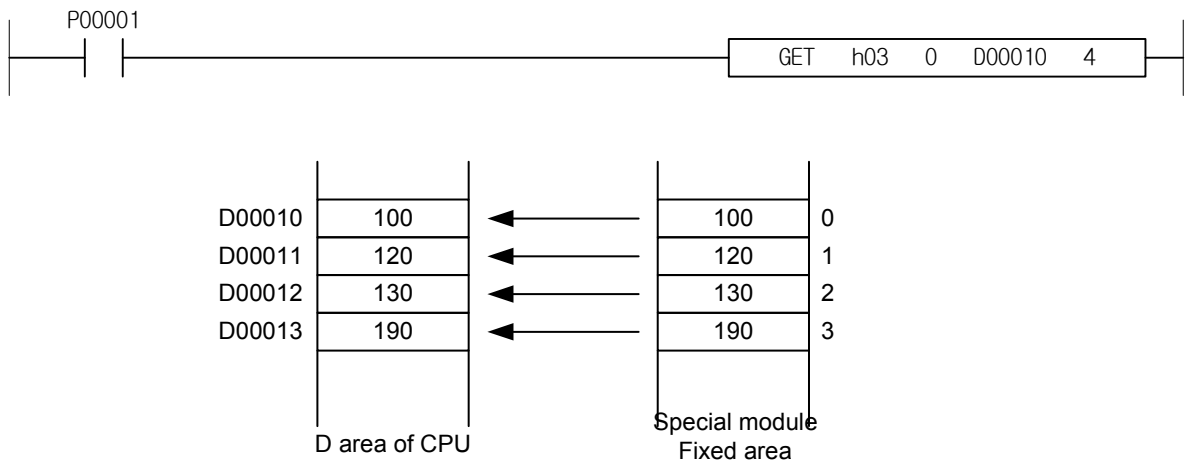 P00001
GET h03 0 D00010 4
D00010 100 100 0
D00011 120 120 1
D00012 130 130 2
D00013 190 190 3
D area of CPU
Special module
Fixed area